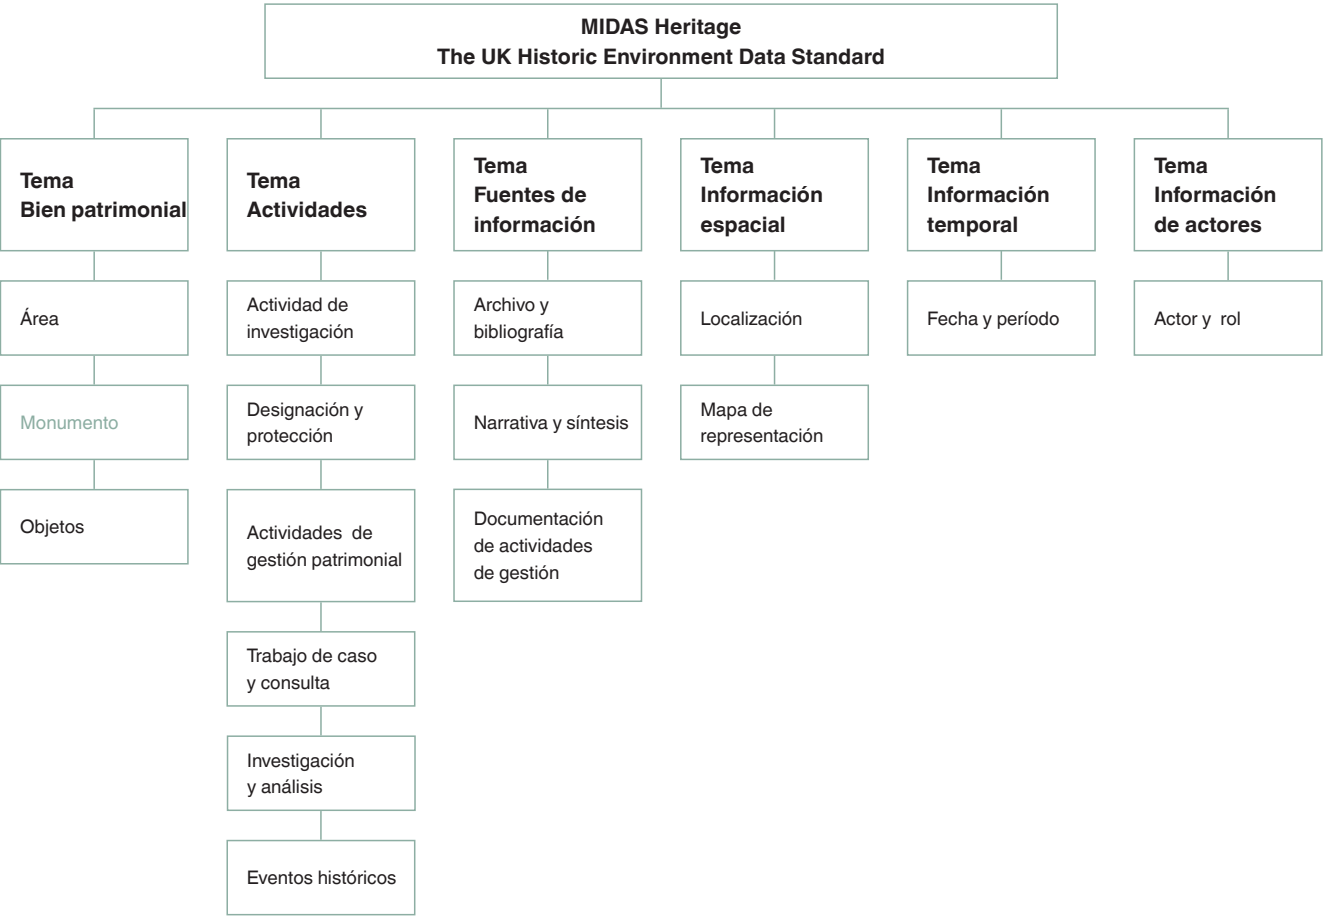 MIDAS Heritage
The UK Historic Environment Data Standard
Tema
Bien patrimonial
Área
Monumento
Objetos
Tema
Actividades
Actividad de
investigación
Designación y
protección
Actividades de
gestión patrimonial
Trabajo de caso
y consulta
Investigación
y análisis
Eventos históricos
Tema
Fuentes de
información
Archivo y
bibliografía
Narrativa y síntesis
Documentación
de actividades
de gestión
Tema
Información
espacial
Localización
Mapa de
representación
Tema
Información
temporal
Fecha y período
Tema
Información
de actores
Actor y rol